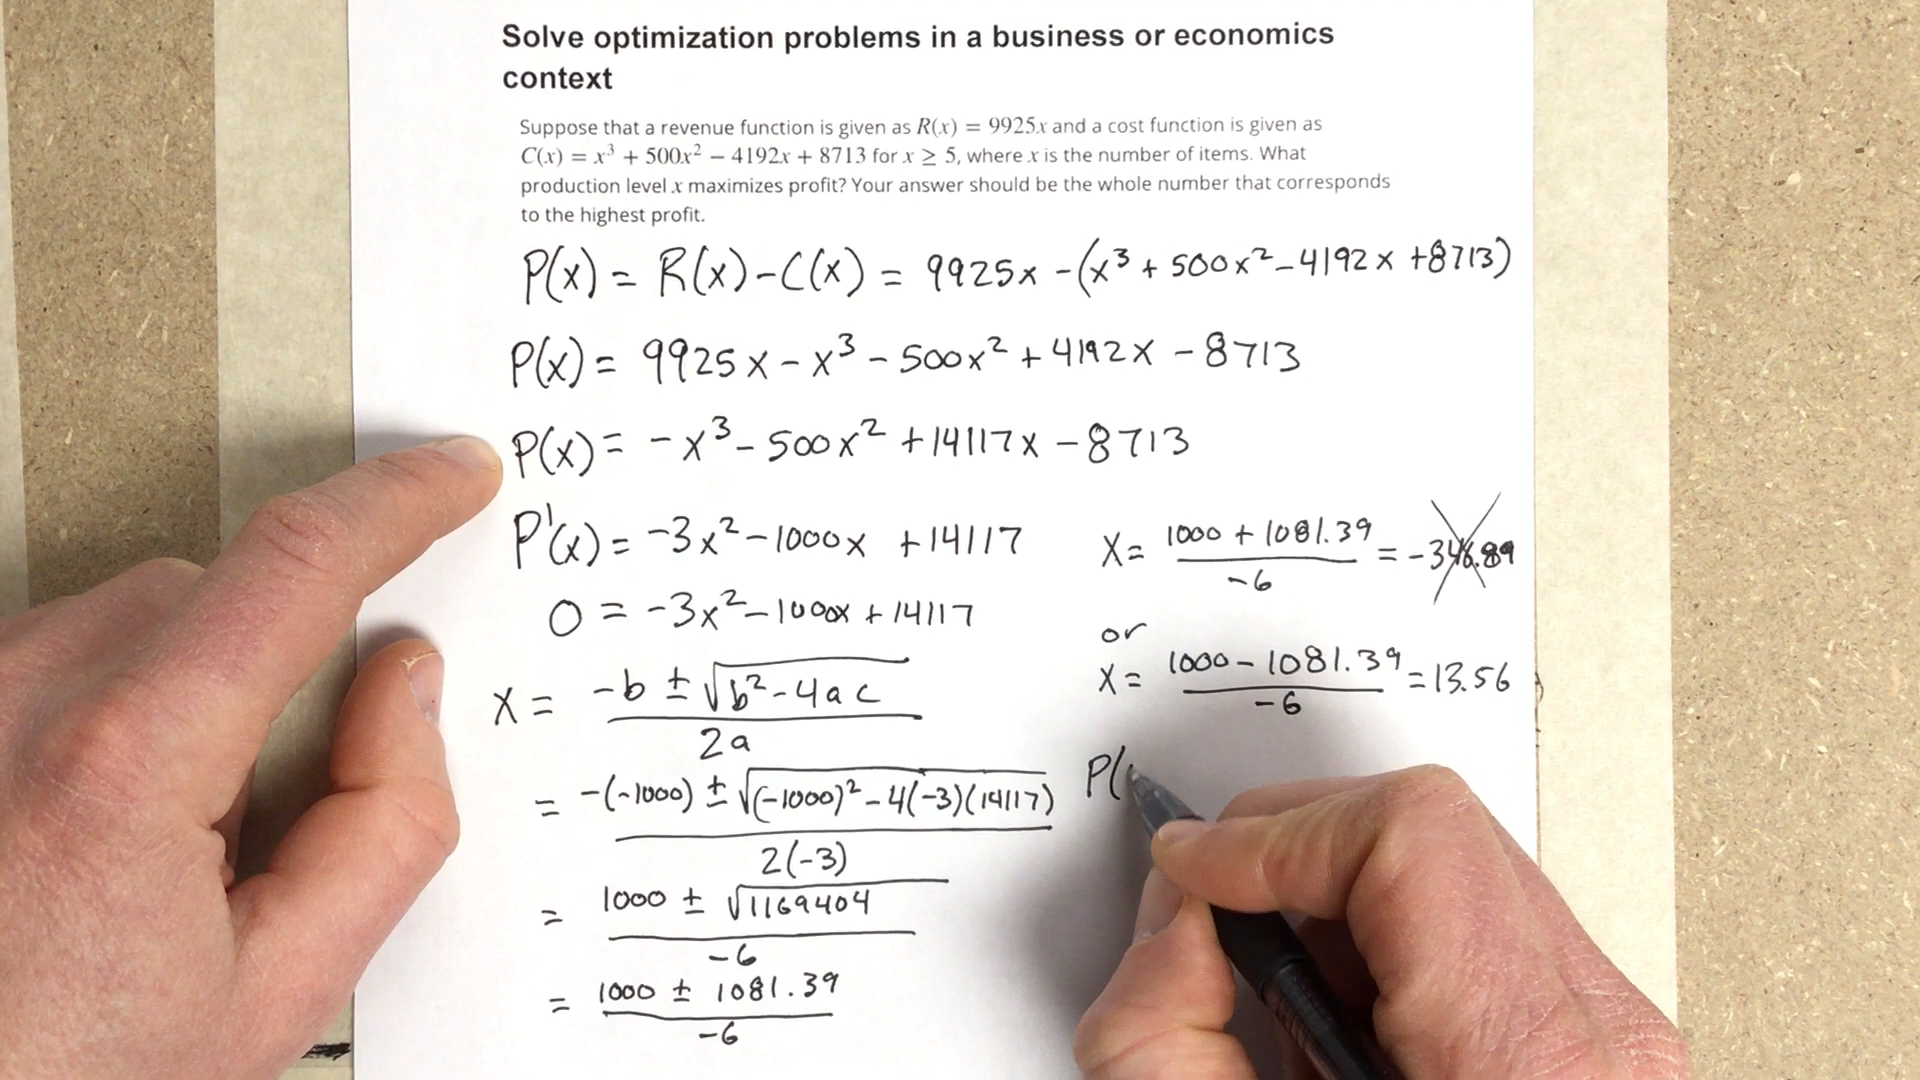 Solve optimization problems in a business or economics
context
Suppose that a revenue function is given as R(x) = 9925x and a cost function is given as
C(x) = x³ + 500x² − 4192x + 8713 for x ≥ 5, where x is the number of items. What
production level x maximizes profit? Your answer should be the whole number that corresponds
to the highest profit.
P(x) = R(x) - C(x) = 9925x - (x³ + 500x² - 4192x + 8713)
P(x) = 9925x - x³ - 500x² + 4192x - 8713
P(x) = -x³ - 500x² + 14117x - 8713
P'(x) = -3x² - 1000x + 14117
0 = -3x² - 1000x + 14117
x = (-b ± √(b² - 4ac)) / 2a
= (-(-1000) ± √((-1000)² - 4(-3)(14117))) / 2(-3)
= (1000 ± √1169404) / -6
= (1000 ± 1081.39) / -6
x = (1000 + 1081.39) / -6 = -346.89
or
x = (1000 - 1081.39) / -6 = 13.56
P(